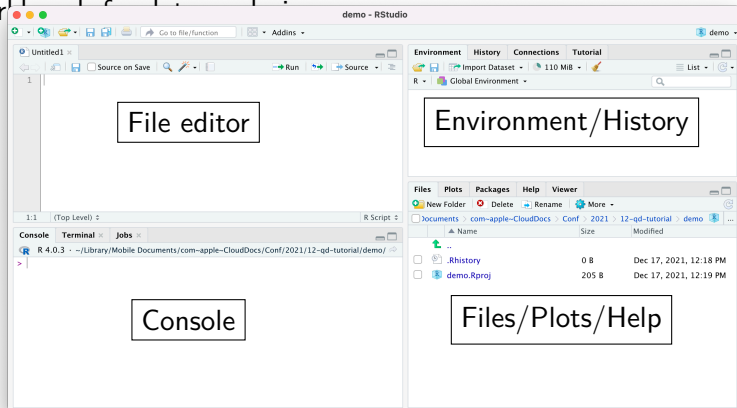 demo - RStudio
Go to file/function
Addins
demo
Untitled1
Source on Save
Run
Source
1
File editor
1:1
(Top Level)
R Script
Console
Terminal
Jobs
R 4.0.3 · ~/Library/Mobile Documents/com~apple~CloudDocs/Conf/2021/12-qd-tutorial/demo/
>
Console
Environment
History
Connections
Tutorial
Import Dataset
110 MiB
List
R
Global Environment
Environment/History
Files
Plots
Packages
Help
Viewer
New Folder
Delete
Rename
More
com~apple~CloudDocs > Conf > 2021 > 12-qd-tutorial > demo
...
Name
Size
Modified
..
.Rhistory
0 B
Dec 17, 2021, 12:18 PM
demo.Rproj
205 B
Dec 17, 2021, 12:19 PM
Files/Plots/Help